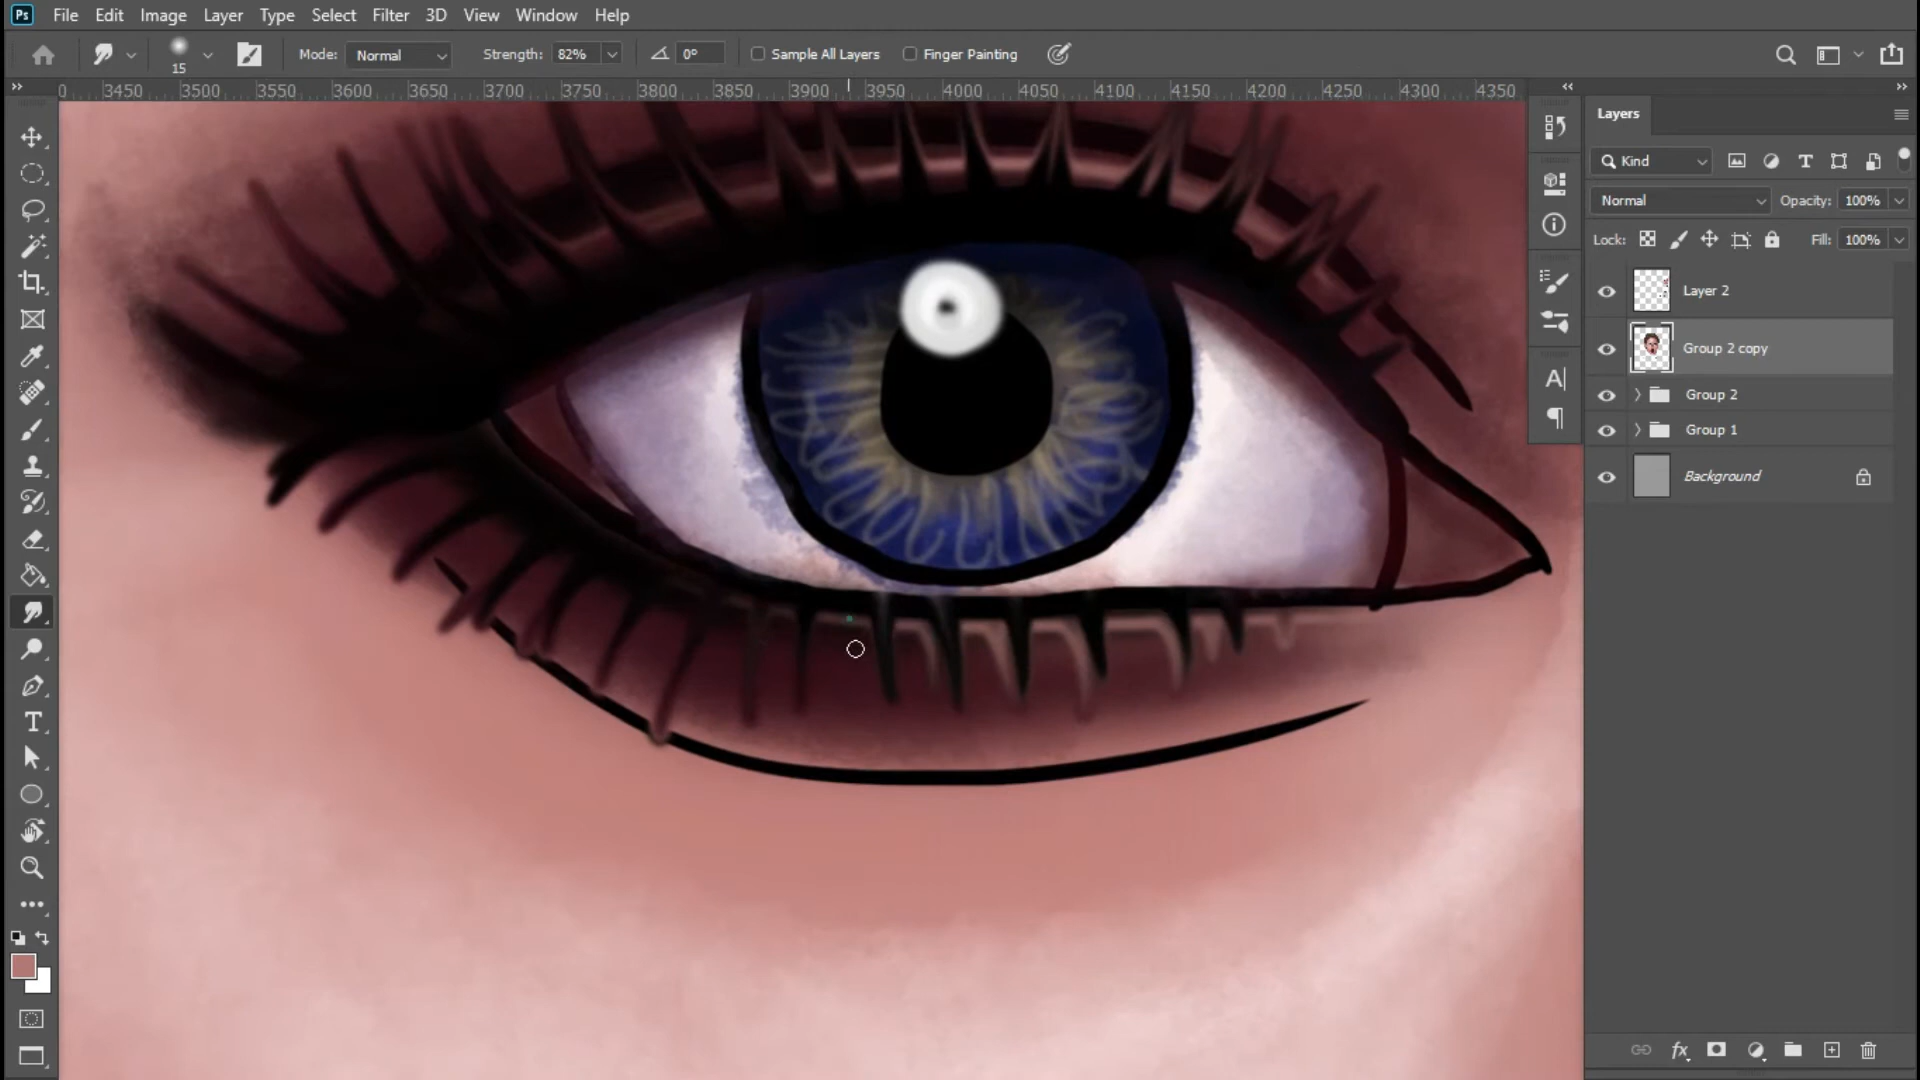 Ps File Edit Image Layer Type Select Filter 3D View Window Help
15 Mode: Normal Strength: 82% 0° Sample All Layers Finger Painting
0 3450 3500 3550 3600 3650 3700 3750 3800 3850 3900 3950 4000 4050 4100 4150 4200 4250 4300 4350
Layers
Kind
Normal Opacity: 100%
Lock: Fill: 100%
Layer 2
Group 2 copy
Group 2
Group 1
Background